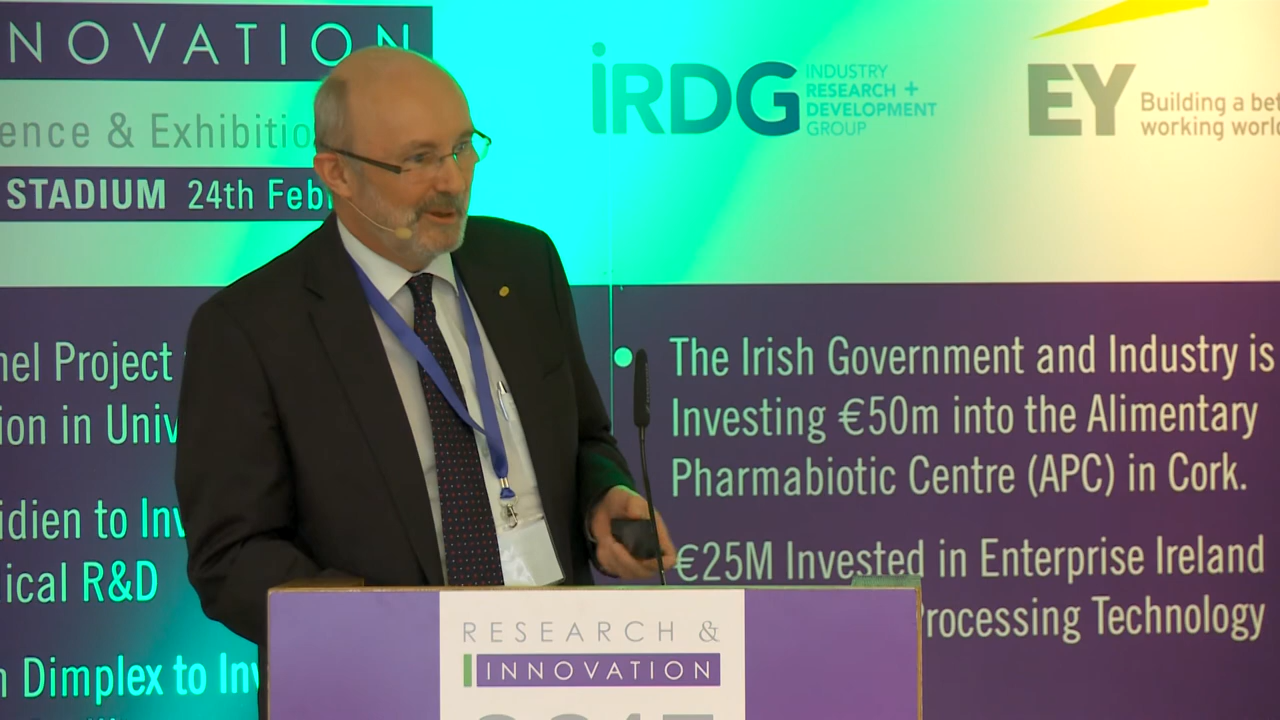 NNOVATION
ence & Exhibitio
STADIUM 24th Feb
iRDG
INDUSTRY
RESEARCH +
DEVELOPMENT
GROUP
EY
Building a bet
working world
nel Project
ion in Univ
idien to Inv
ical R&D
n Dimplex to Inv
The Irish Government and Industry is
Investing €50m into the Alimentary
Pharmabiotic Centre (APC) in Cork.
€25M Invested in Enterprise Ireland
rocessing Technology
RESEARCH &
INNOVATION